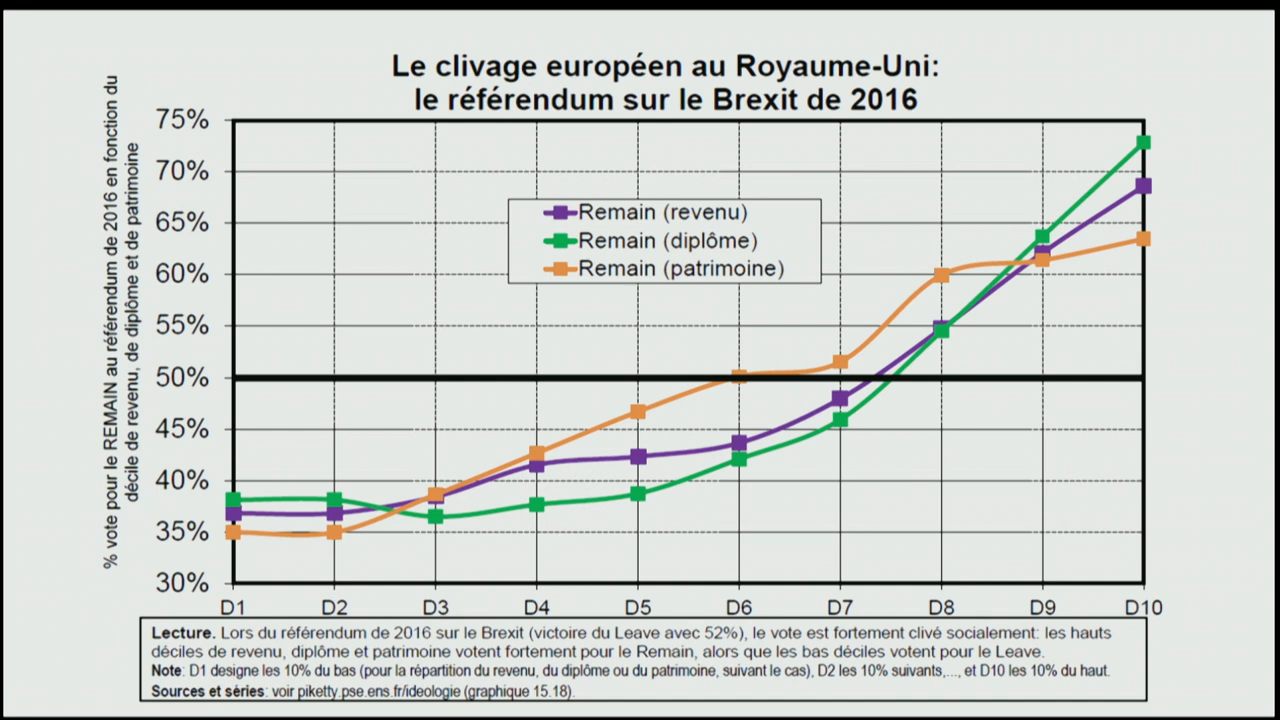 Le clivage européen au Royaume-Uni:
le référendum sur le Brexit de 2016
% vote pour le REMAIN au référendum de 2016 en fonction du
décile de revenu, de diplôme et de patrimoine
75%
70%
65%
60%
55%
50%
45%
40%
35%
30%
Remain (revenu)
Remain (diplôme)
Remain (patrimoine)
D1 D2 D3 D4 D5 D6 D7 D8 D9 D10
Lecture. Lors du référendum de 2016 sur le Brexit (victoire du Leave avec 52%), le vote est fortement clivé socialement: les hauts
déciles de revenu, diplôme et patrimoine votent fortement pour le Remain, alors que les bas déciles votent pour le Leave.
Note: D1 designe les 10% du bas (pour la répartition du revenu, du diplôme ou du patrimoine, suivant le cas), D2 les 10% suivants,..., et D10 les 10% du haut.
Sources et séries: voir piketty.pse.ens.fr/ideologie (graphique 15.18).